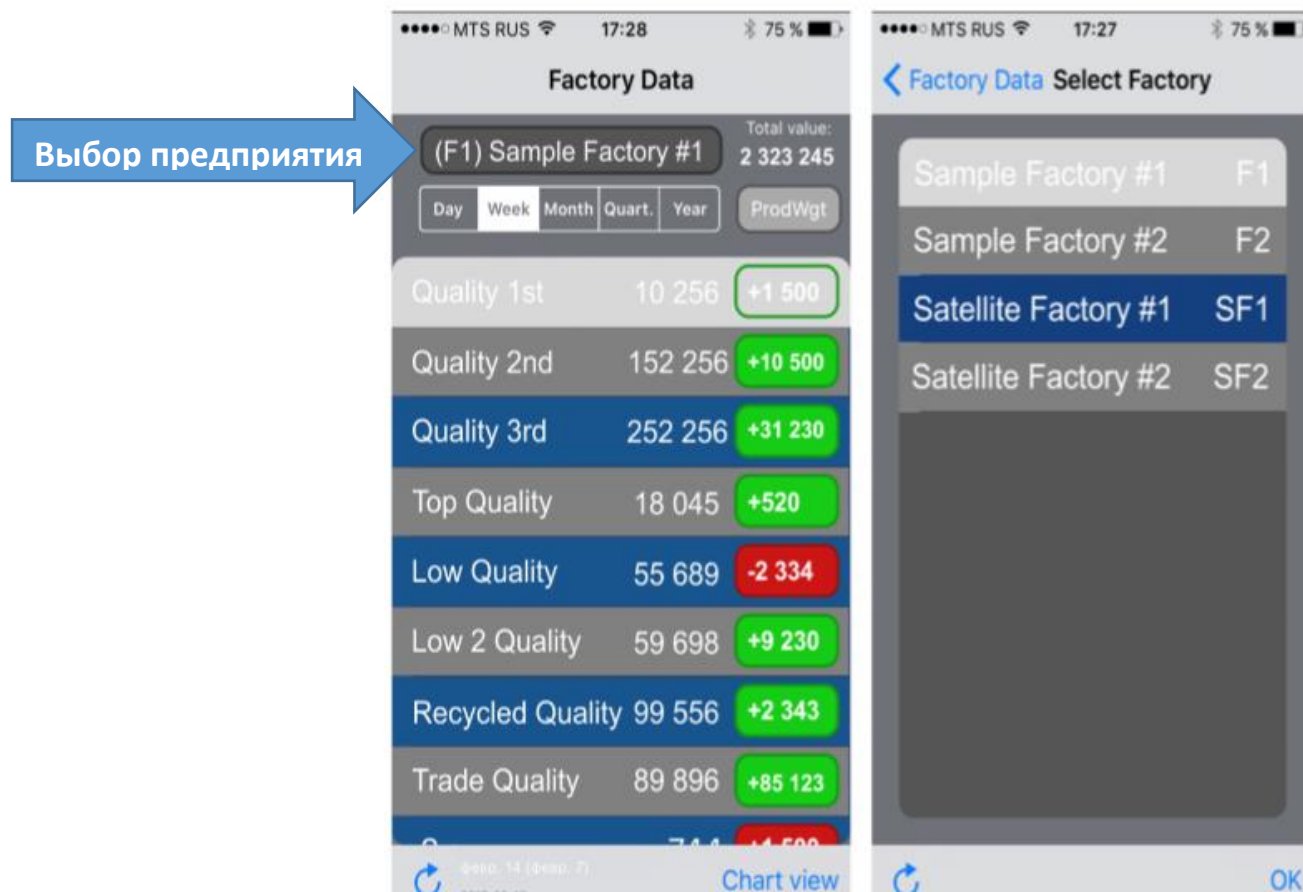 Выбор предприятия
MTS RUS 17:28 75 %
Factory Data
(F1) Sample Factory #1
Total value:
2 323 245
Day Week Month Quart. Year
ProdWgt
Quality 1st 10 256 +1 500
Quality 2nd 152 256 +10 500
Quality 3rd 252 256 +31 230
Top Quality 18 045 +520
Low Quality 55 689 -2 334
Low 2 Quality 59 698 +9 230
Recycled Quality 99 556 +2 343
Trade Quality 89 896 +85 123
февр. 14 (февр. 7)
Chart view
MTS RUS 17:27 75 %
Factory Data Select Factory
Sample Factory #1 F1
Sample Factory #2 F2
Satellite Factory #1 SF1
Satellite Factory #2 SF2
OK